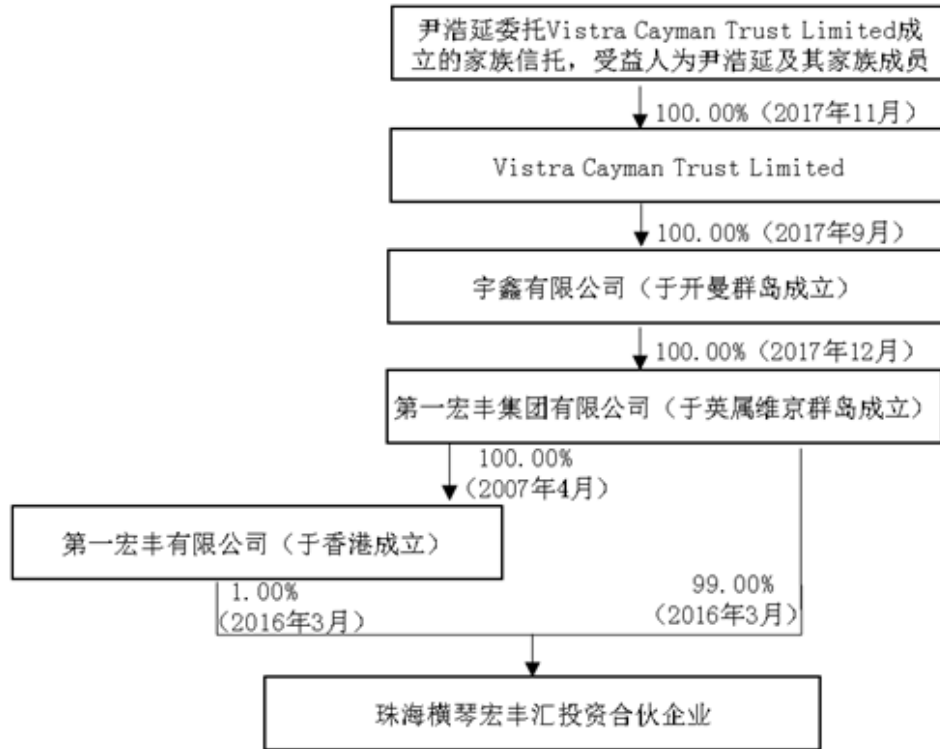 尹浩延委托Vistra Cayman Trust Limited成
立的家族信托，受益人为尹浩延及其家族成员
100.00%（2017年11月）
Vistra Cayman Trust Limited
100.00%（2017年9月）
宇鑫有限公司（于开曼群岛成立）
100.00%（2017年12月）
第一宏丰集团有限公司（于英属维京群岛成立）
100.00%
（2007年4月）
第一宏丰有限公司（于香港成立）
1.00%
（2016年3月）
99.00%
（2016年3月）
珠海横琴宏丰汇投资合伙企业